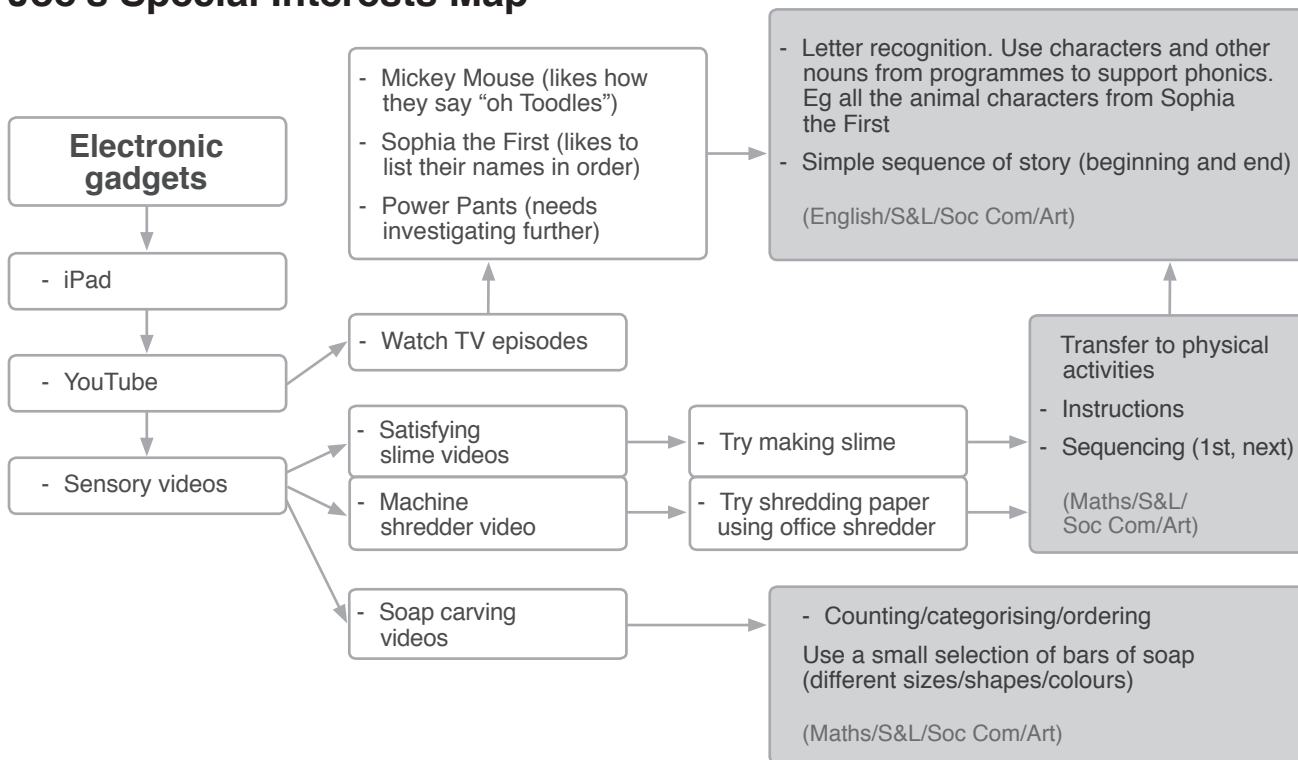 Joe's Special Interests Map
Electronic
gadgets
- iPad
- YouTube
- Sensory videos
- Mickey Mouse (likes how
they say “oh Toodles”)
- Sophia the First (likes to
list their names in order)
- Power Pants (needs
investigating further)
- Watch TV episodes
- Satisfying
slime videos
- Machine
shredder video
- Soap carving
videos
- Try making slime
- Try shredding paper
using office shredder
- Letter recognition. Use characters and other
nouns from programmes to support phonics.
Eg all the animal characters from Sophia
the First
- Simple sequence of story (beginning and end)
(English/S&L/Soc Com/Art)
Transfer to physical
activities
- Instructions
- Sequencing (1st, next)
(Maths/S&L/
Soc Com/Art)
- Counting/categorising/ordering
Use a small selection of bars of soap
(different sizes/shapes/colours)
(Maths/S&L/Soc Com/Art)